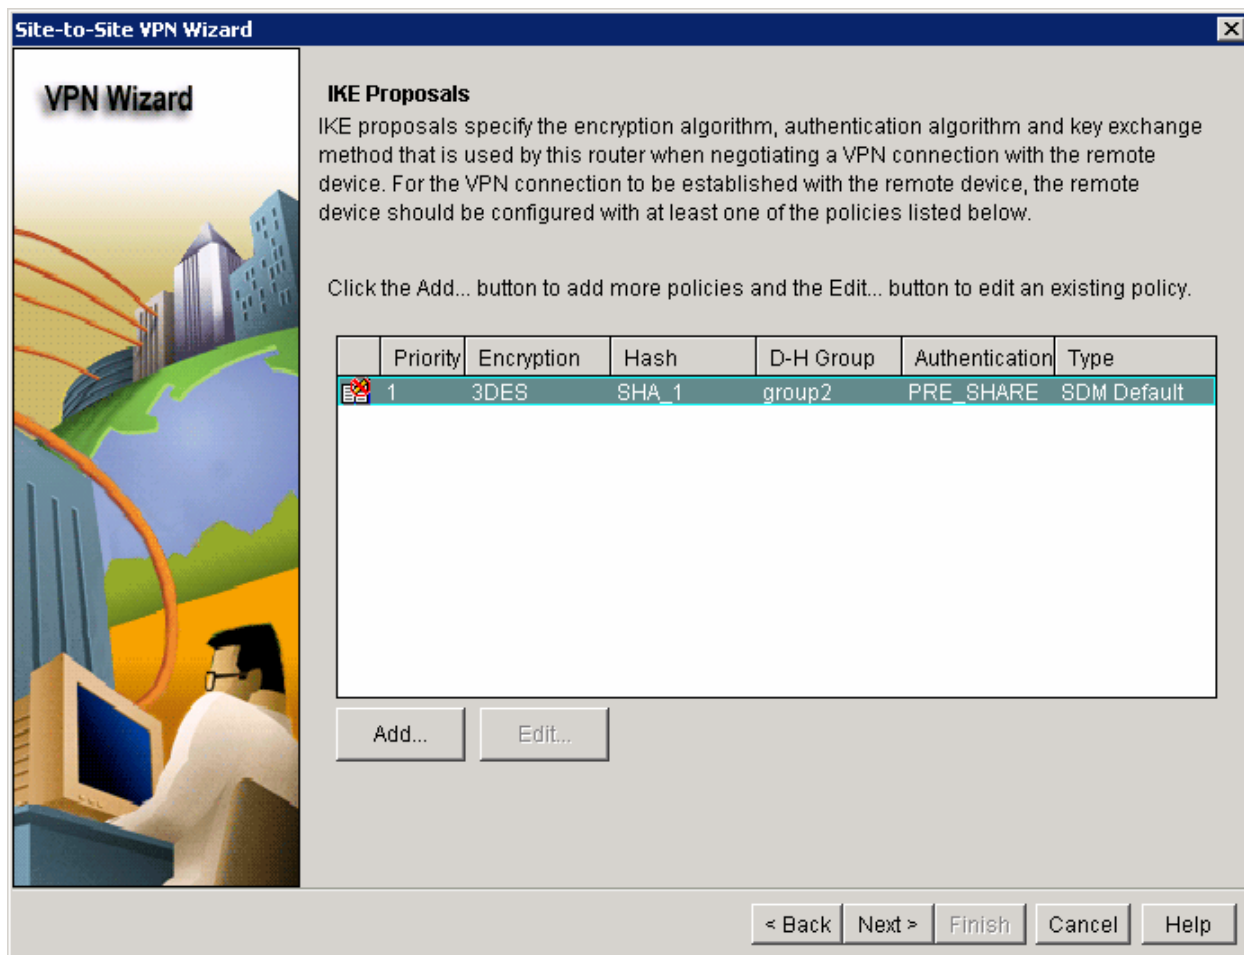 Site-to-Site VPN Wizard
VPN Wizard
IKE Proposals
IKE proposals specify the encryption algorithm, authentication algorithm and key exchange
method that is used by this router when negotiating a VPN connection with the remote
device. For the VPN connection to be established with the remote device, the remote
device should be configured with at least one of the policies listed below.
Click the Add... button to add more policies and the Edit... button to edit an existing policy.
Priority Encryption Hash D-H Group Authentication Type
1 3DES SHA_1 group2 PRE_SHARE SDM Default
Add... Edit...
< Back Next > Finish Cancel Help